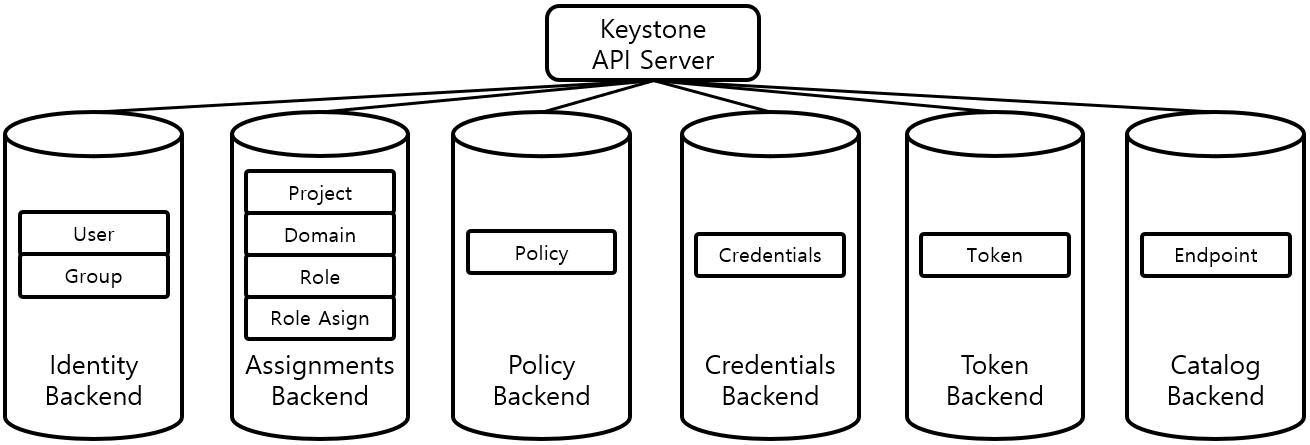 Keystone
API Server
User
Group
Identity
Backend
Project
Domain
Role
Role Asign
Assignments
Backend
Policy
Policy
Backend
Credentials
Credentials
Backend
Token
Token
Backend
Endpoint
Catalog
Backend